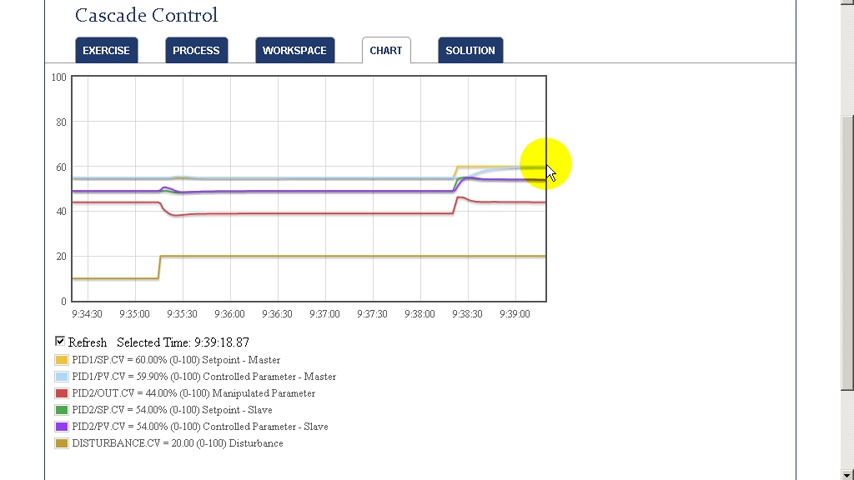 Cascade Control
EXERCISE PROCESS WORKSPACE CHART SOLUTION
100
80
60
40
20
0
9:34:30 9:35:00 9:35:30 9:36:00 9:36:30 9:37:00 9:37:30 9:38:00 9:38:30 9:39:00
Refresh Selected Time: 9:39:18.87
PID1/SP.CV = 60.00% (0-100) Setpoint - Master
PID1/PV.CV = 59.90% (0-100) Controlled Parameter - Master
PID2/OUT.CV = 44.00% (0-100) Manipulated Parameter
PID2/SP.CV = 54.00% (0-100) Setpoint - Slave
PID2/PV.CV = 54.00% (0-100) Controlled Parameter - Slave
DISTURBANCE.CV = 20.00 (0-100) Disturbance